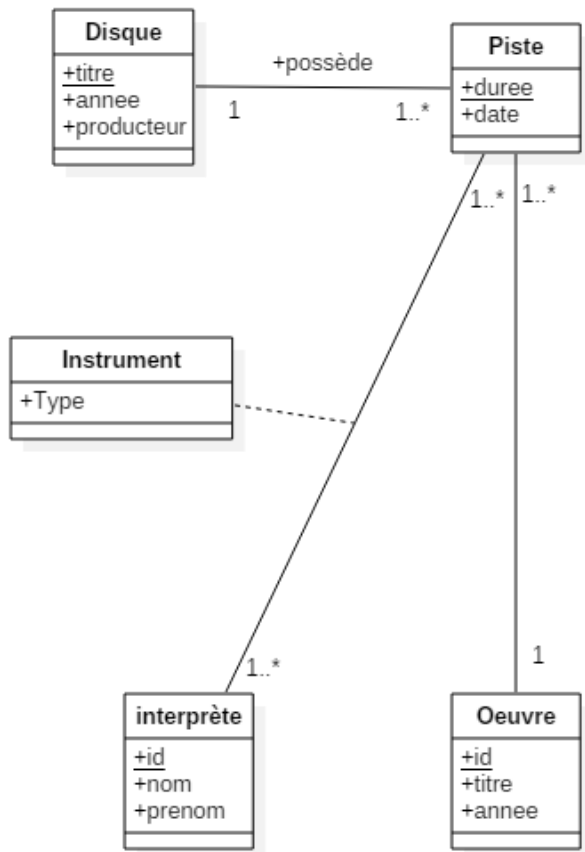 Disque
+titre
+annee
+producteur
+possède
1
1..*
Piste
+duree
+date
1..*
1..*
Instrument
+Type
1..*
1
interprète
+id
+nom
+prenom
Oeuvre
+id
+titre
+annee